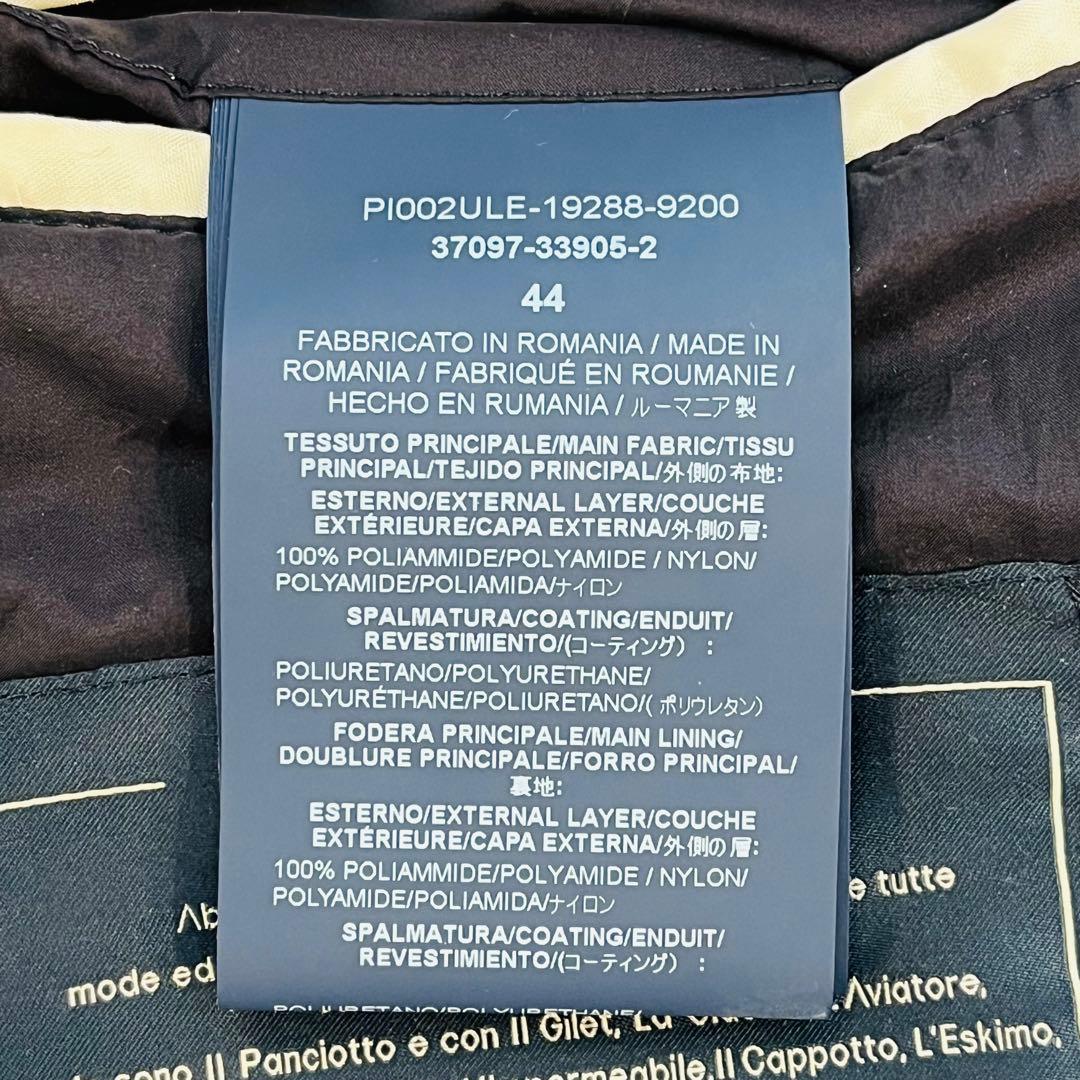 PI002ULE-19288-9200
37097-33905-2
44
FABBRICATO IN ROMANIA / MADE IN
ROMANIA / FABRIQUÉ EN ROUMANIE /
HECHO EN RUMANIA / ルーマニア製
TESSUTO PRINCIPALE/MAIN FABRIC/TISSU
PRINCIPAL/TEJIDO PRINCIPAL/外側の布地:
ESTERNO/EXTERNAL LAYER/COUCHE
EXTÉRIEURE/CAPA EXTERNA/外側の層:
100% POLIAMMIDE/POLYAMIDE / NYLON/
POLYAMIDE/POLIAMIDA/ナイロン
SPALMATURA/COATING/ENDUIT/
REVESTIMIENTO/(コーティング) :
POLIURETANO/POLYURETHANE/
POLYURÉTHANE/POLIURETANO/( ポリウレタン)
FODERA PRINCIPALE/MAIN LINING/
DOUBLURE PRINCIPALE/FORRO PRINCIPAL/
裏地:
ESTERNO/EXTERNAL LAYER/COUCHE
EXTÉRIEURE/CAPA EXTERNA/外側の層:
100% POLIAMMIDE/POLYAMIDE / NYLON/
POLYAMIDE/POLIAMIDA/ナイロン
SPALMATURA/COATING/ENDUIT/
REVESTIMIENTO/(コーティング) :
POLIURETANO/POLYURETHANE/
e tutte
mode ed
Aviatore,
sono Il Panciotto e con Il Gilet, La
Il Cappotto, L'Eskimo,